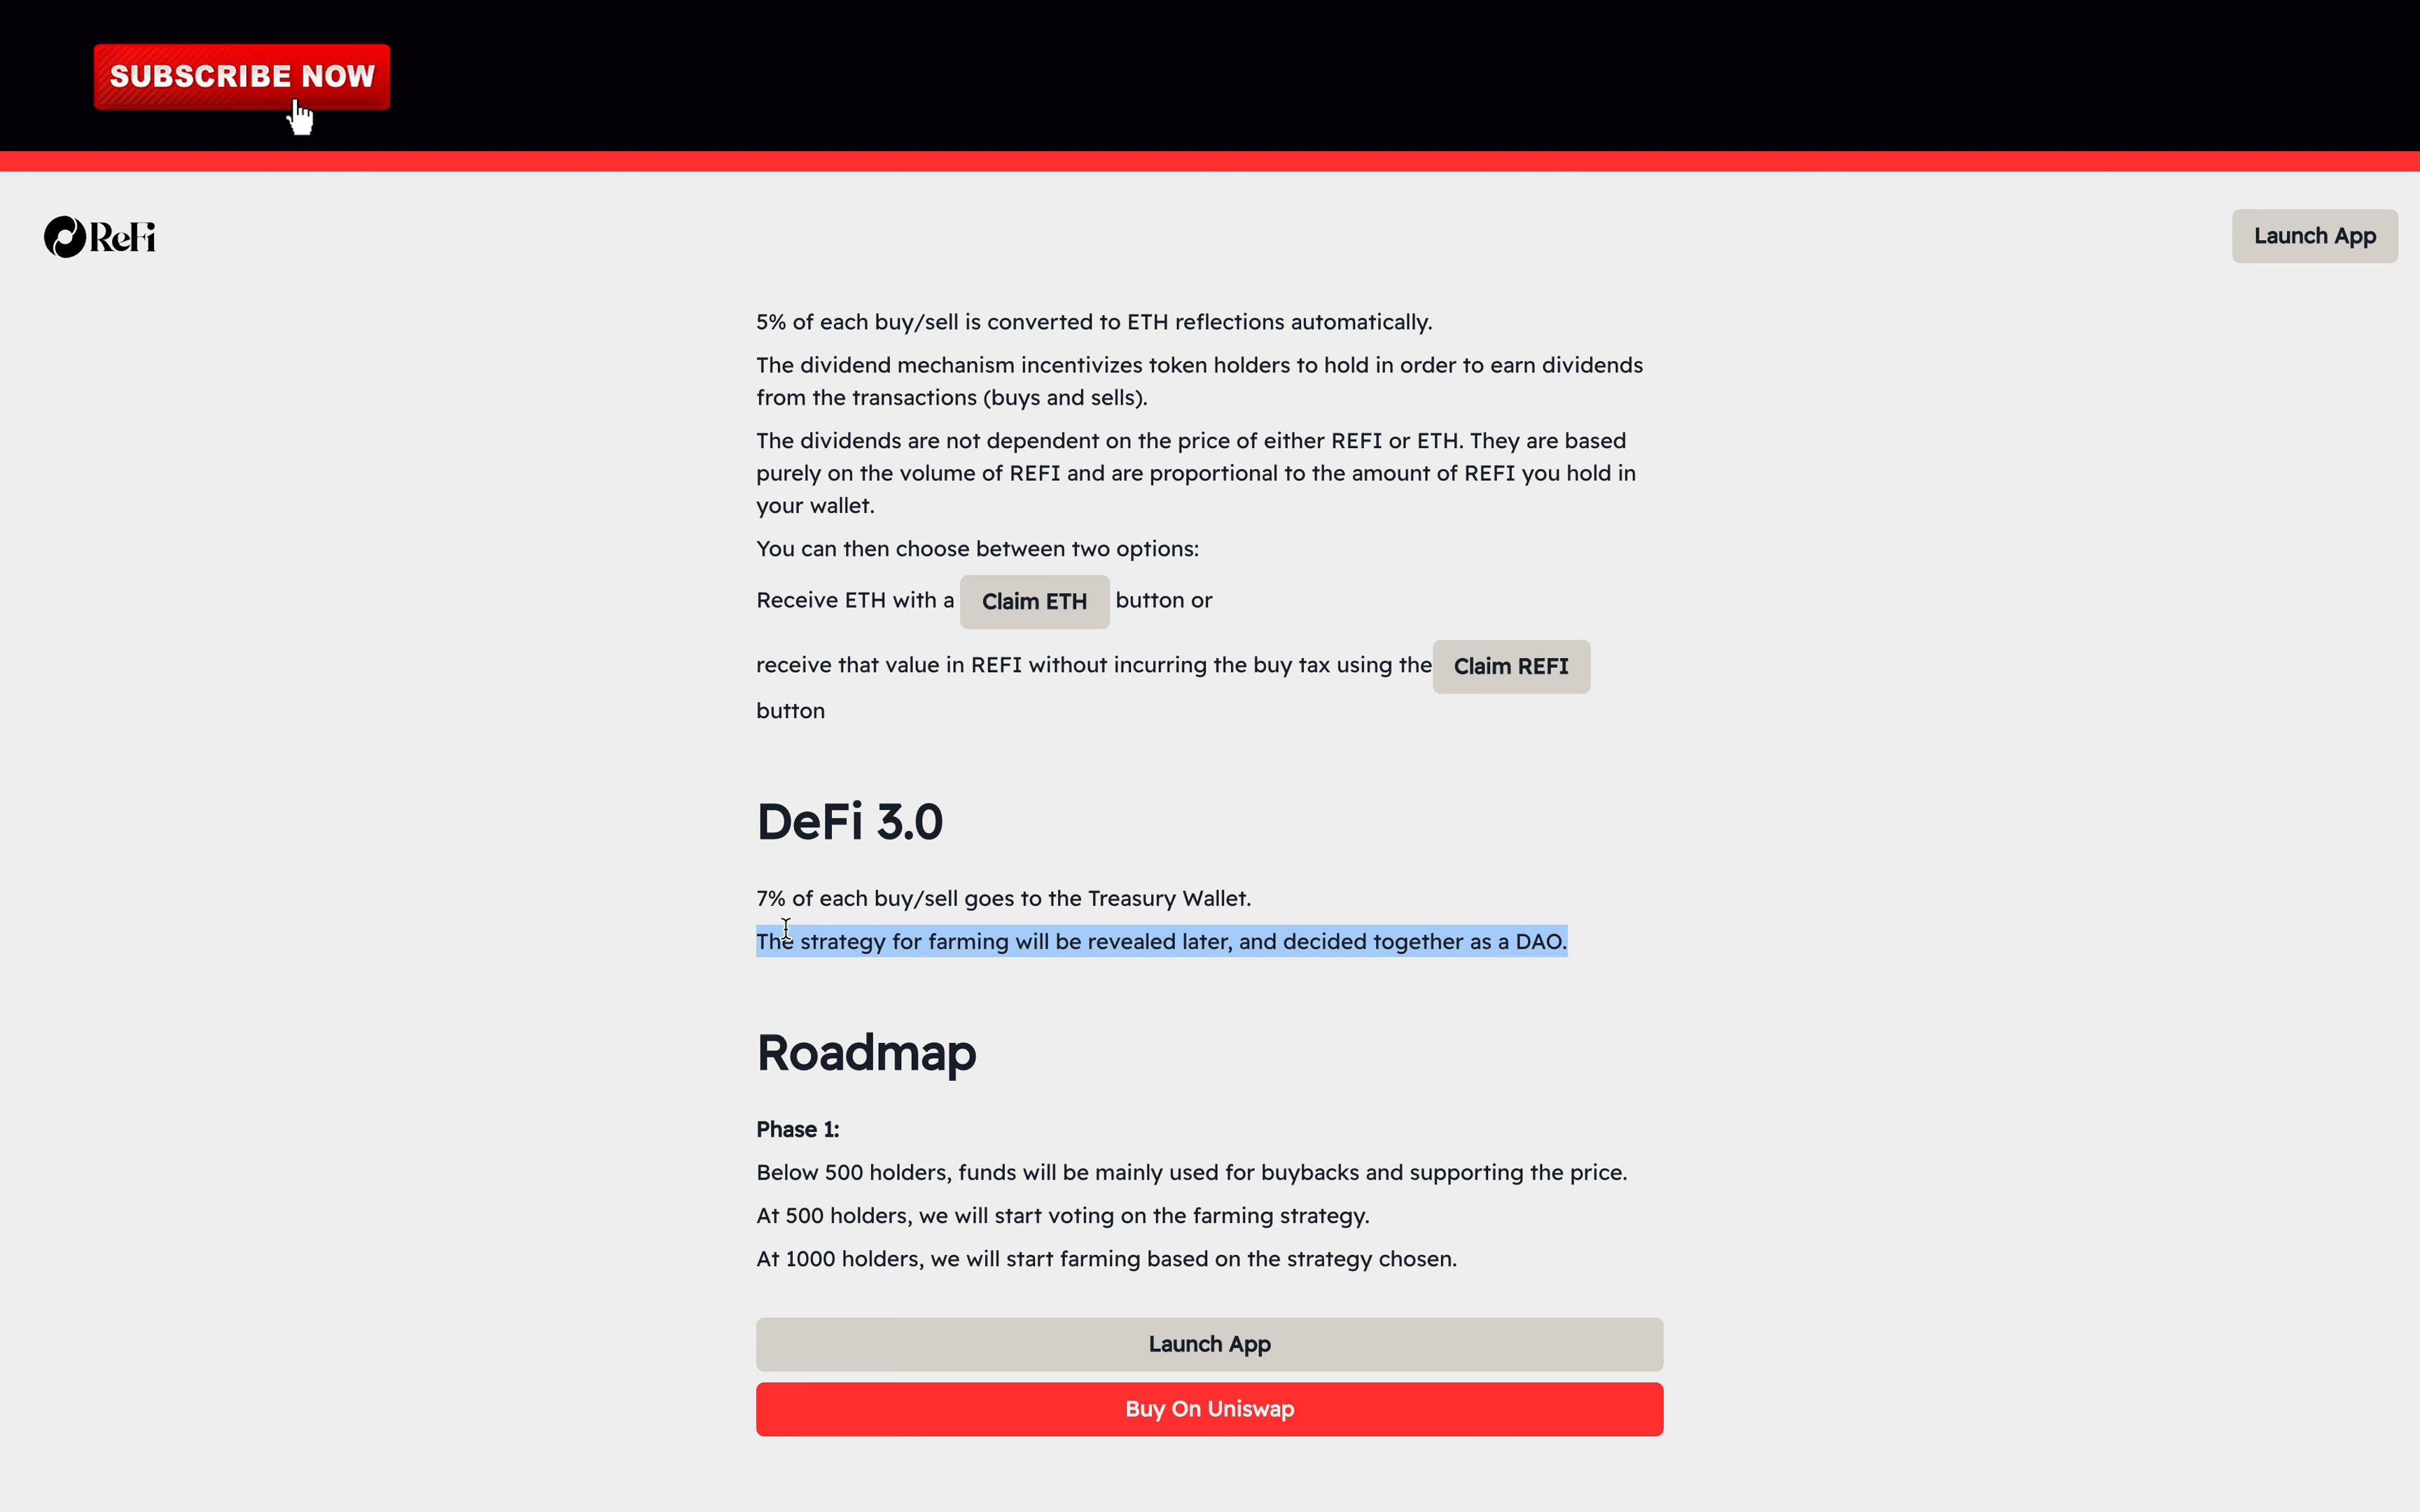 SUBSCRIBE NOW
ReFi
Launch App
5% of each buy/sell is converted to ETH reflections automatically.
The dividend mechanism incentivizes token holders to hold in order to earn dividends
from the transactions (buys and sells).
The dividends are not dependent on the price of either REFI or ETH. They are based
purely on the volume of REFI and are proportional to the amount of REFI you hold in
your wallet.
You can then choose between two options:
Receive ETH with a Claim ETH button or
receive that value in REFI without incurring the buy tax using the Claim REFI
button
DeFi 3.0
7% of each buy/sell goes to the Treasury Wallet.
The strategy for farming will be revealed later, and decided together as a DAO.
Roadmap
Phase 1:
Below 500 holders, funds will be mainly used for buybacks and supporting the price.
At 500 holders, we will start voting on the farming strategy.
At 1000 holders, we will start farming based on the strategy chosen.
Launch App
Buy On Uniswap